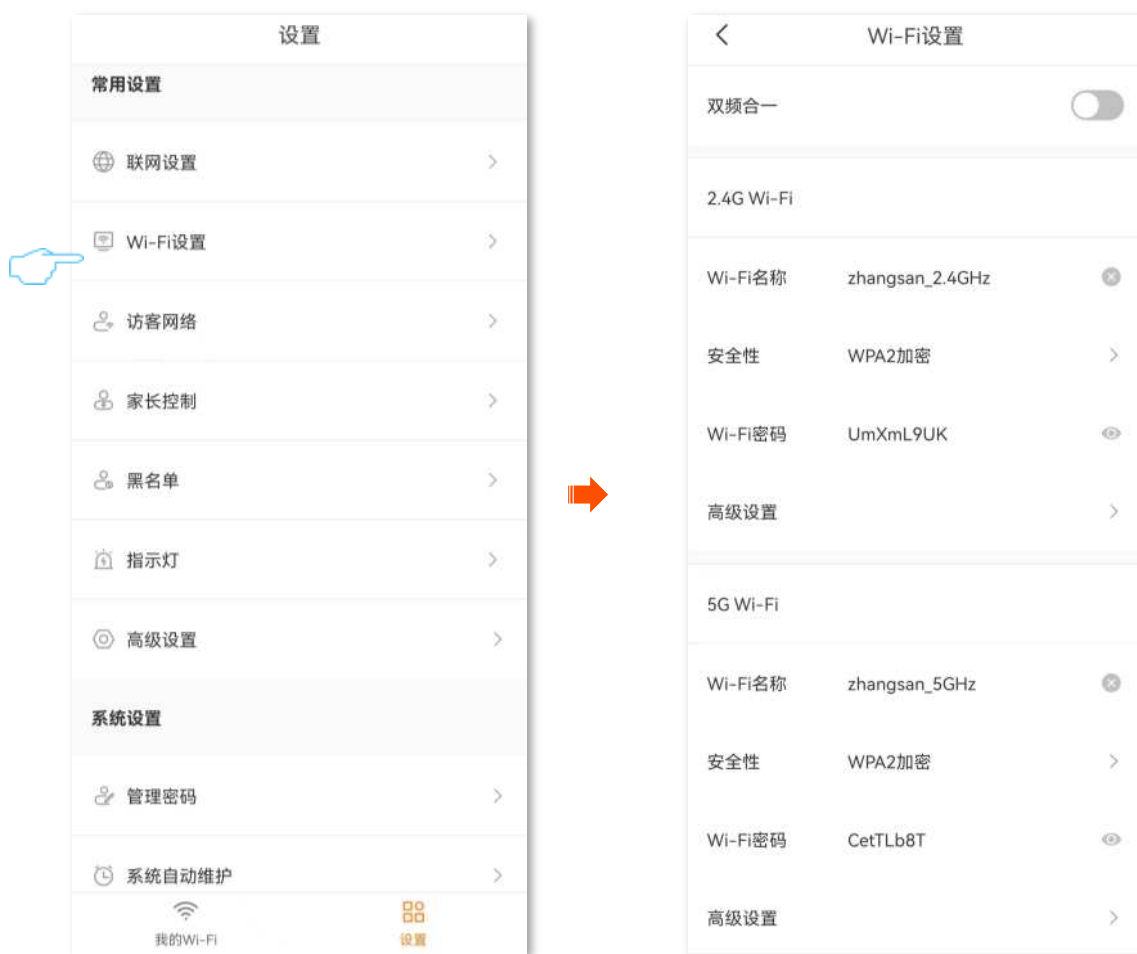 设置
常用设置
联网设置
Wi-Fi设置
访客网络
家长控制
黑名单
指示灯
高级设置
系统设置
管理密码
系统自动维护
我的Wi-Fi
设置
Wi-Fi设置
双频合一
2.4G Wi-Fi
Wi-Fi名称 zhangsan_2.4GHz
安全性 WPA2加密
Wi-Fi密码 UmXmL9UK
高级设置
5G Wi-Fi
Wi-Fi名称 zhangsan_5GHz
安全性 WPA2加密
Wi-Fi密码 CetTLb8T
高级设置